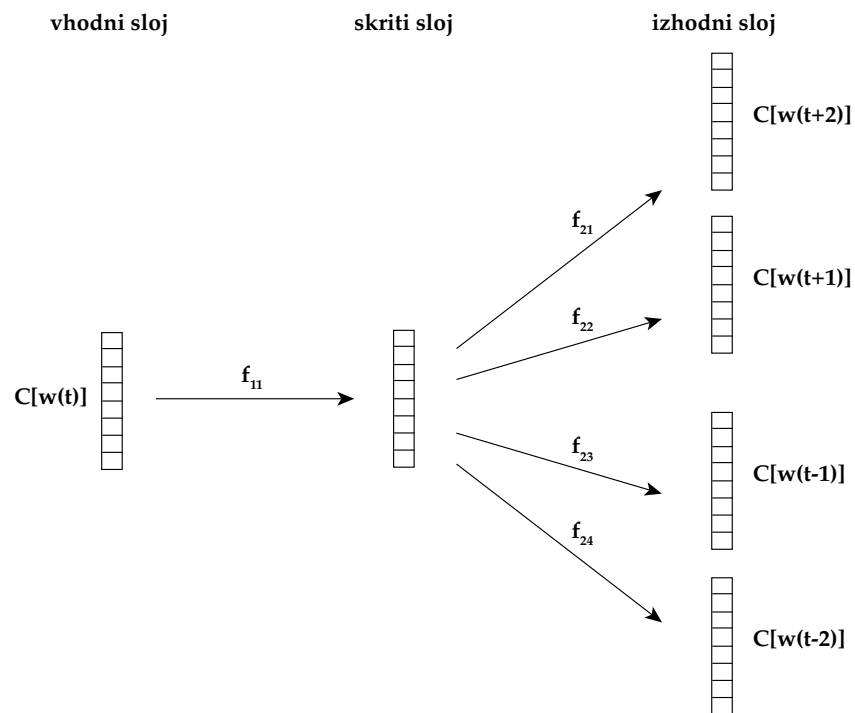 vhodni sloj
skriti sloj
izhodni sloj
C[w(t+2)]
f21
C[w(t+1)]
f22
f11
C[w(t)]
f23
C[w(t-1)]
f24
C[w(t-2)]